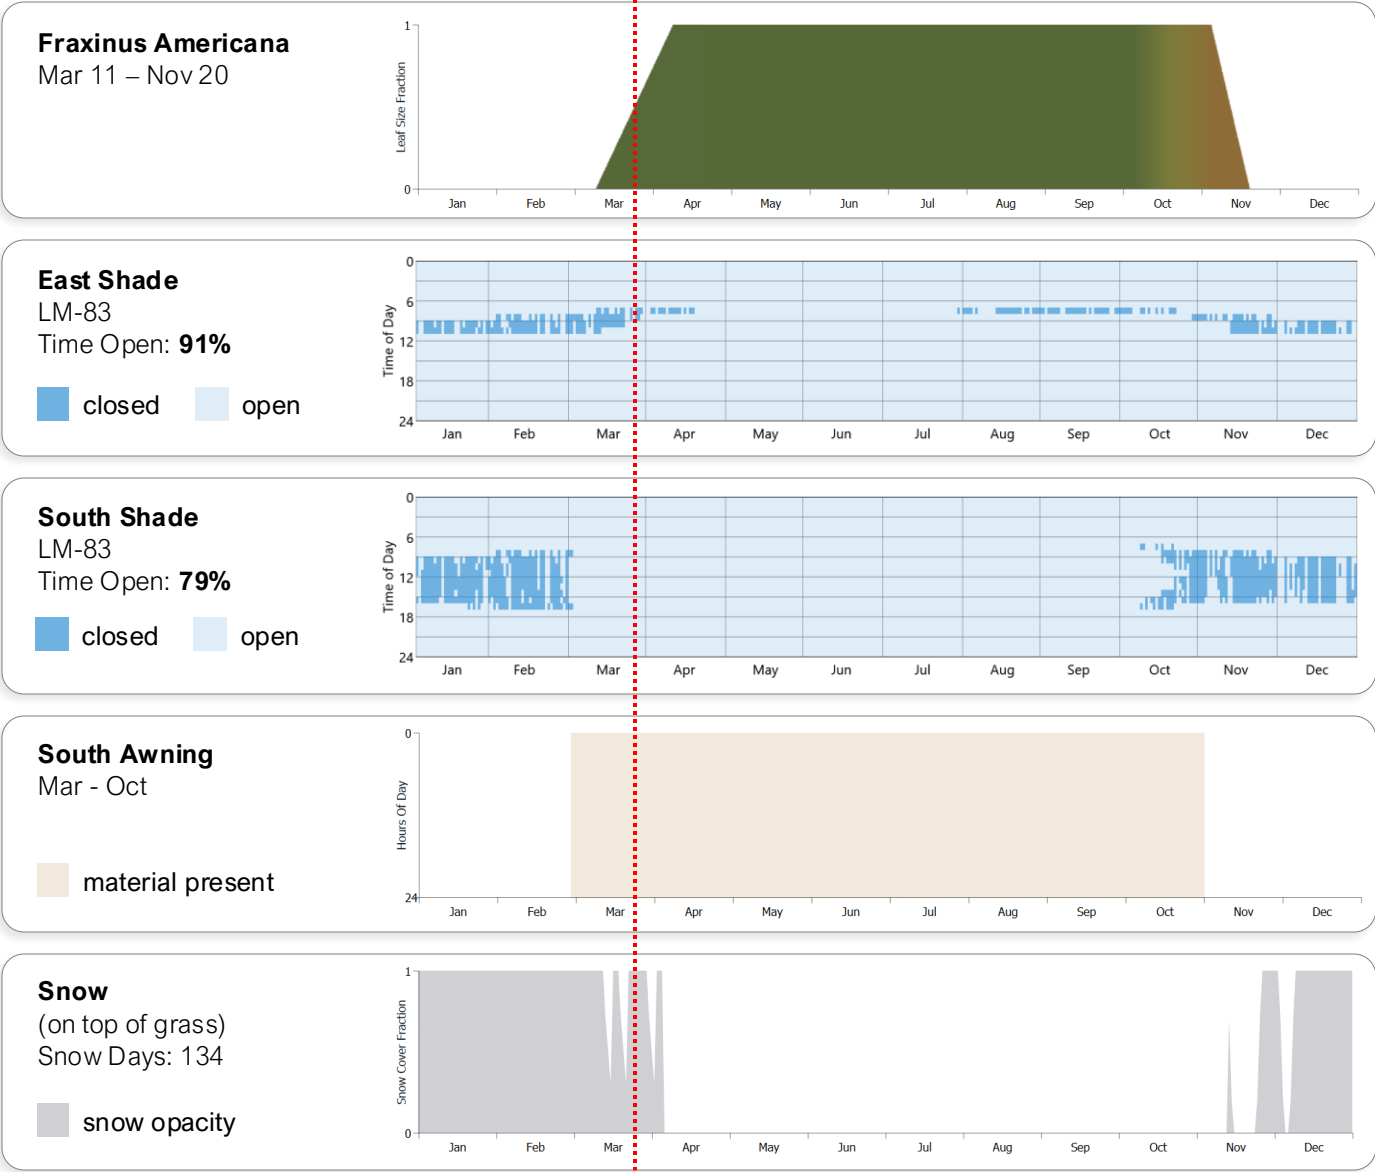 Fraxinus Americana
Mar 11 – Nov 20
Leaf Size Fraction
1
0
Jan Feb Mar Apr May Jun Jul Aug Sep Oct Nov Dec
East Shade
LM-83
Time Open: 91%
closed open
Time of Day
0
6
12
18
24
Jan Feb Mar Apr May Jun Jul Aug Sep Oct Nov Dec
South Shade
LM-83
Time Open: 79%
closed open
Time of Day
0
6
12
18
24
Jan Feb Mar Apr May Jun Jul Aug Sep Oct Nov Dec
South Awning
Mar - Oct
material present
Hours Of Day
0
24
Jan Feb Mar Apr May Jun Jul Aug Sep Oct Nov Dec
Snow
(on top of grass)
Snow Days: 134
snow opacity
Snow Cover Fraction
1
0
Jan Feb Mar Apr May Jun Jul Aug Sep Oct Nov Dec